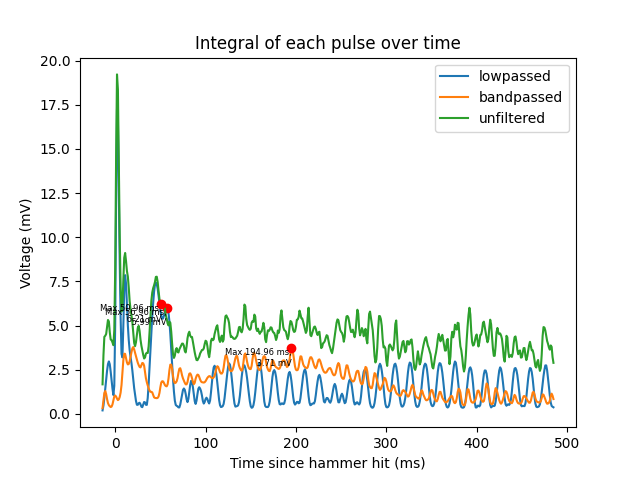 Integral of each pulse over time
20.0
17.5
15.0
12.5
10.0
7.5
5.0
2.5
0.0
Voltage (mV)
lowpassed
bandpassed
unfiltered
Max 194.96 ms,
3.71 mV
0
100
200
300
400
500
Time since hammer hit (ms)